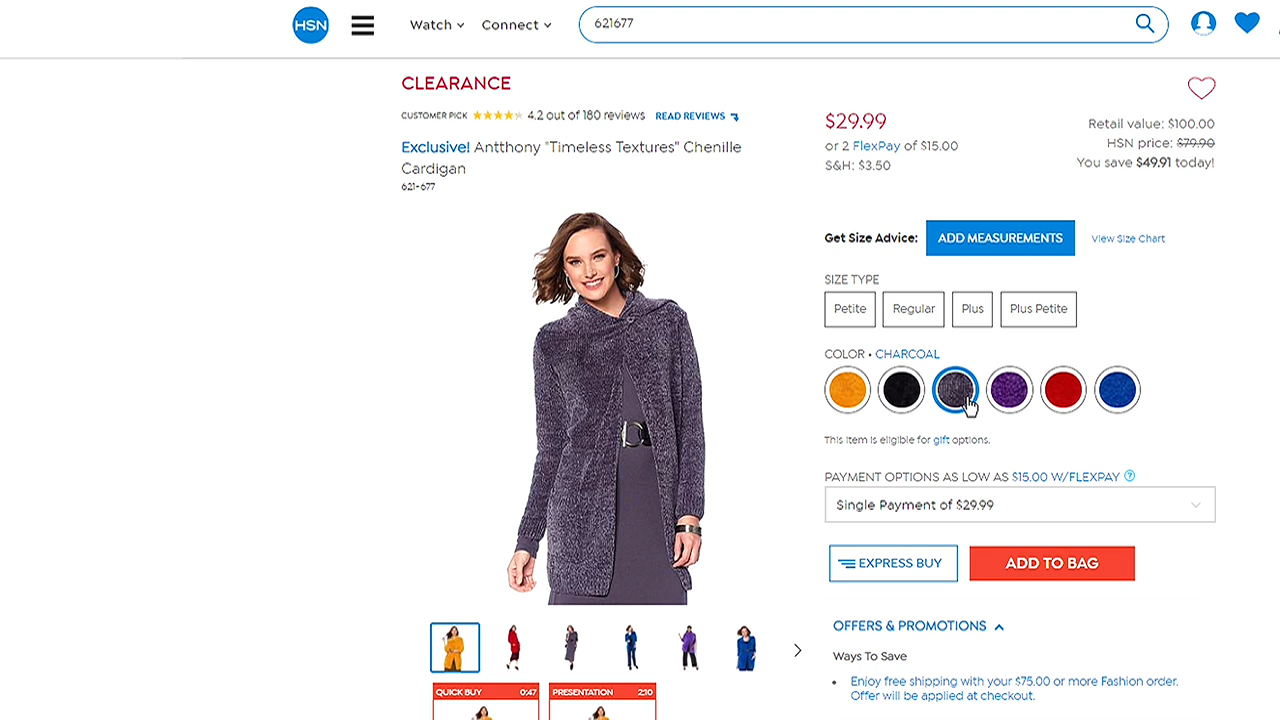 HSN
Watch
Connect
621677
CLEARANCE
CUSTOMER PICK 4.2 out of 180 reviews READ REVIEWS
Exclusive! Antthony "Timeless Textures" Chenille
Cardigan
621-677
$29.99
or 2 FlexPay of $15.00
S&H: $3.50
Retail value: $100.00
HSN price: $79.90
You save $49.91 today!
Get Size Advice: ADD MEASUREMENTS View Size Chart
SIZE TYPE
Petite Regular Plus Plus Petite
COLOR • CHARCOAL
This item is eligible for gift options.
PAYMENT OPTIONS AS LOW AS $15.00 W/FLEXPAY ?
Single Payment of $29.99
EXPRESS BUY ADD TO BAG
OFFERS & PROMOTIONS
Ways To Save
• Enjoy free shipping with your $75.00 or more Fashion order.
Offer will be applied at checkout.
QUICK BUY 0:47
PRESENTATION 2:10